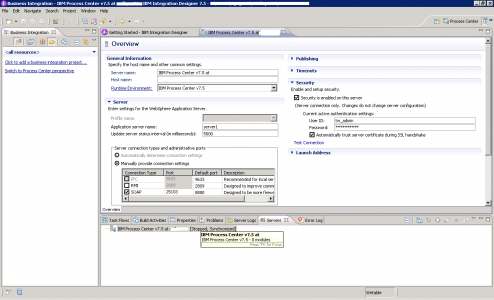 Business Integration - IBM Process Center v7.5 at IBM Integration Designer 7.5
File Edit Navigate Search Project Window Help
Process Center
Business Integration
<all resources>
Click to add a business integration project...
Switch to Process Center perspective
Getting Started - IBM Integration Designer
IBM Process Center v7.5 at
Overview
General Information
Specify the host name and other common settings.
Server name: IBM Process Center v7.5 at
Host name:
Runtime Environment: IBM Process Center v7.5
Server
Enter settings for the WebSphere Application Server.
Profile name:
Application server name: server1
Update server status interval (in milliseconds): 5000
Server connection types and administrative ports
Automatically determine connection settings
Manually provide connection settings
Connection Type Port Default port Description
IPC 9633 Recommended for local se
RMI 2809 Designed to improve comm
SOAP 25103 8880 Designed to be more firew
Overview
Publishing
Timeouts
Security
Enable and setup security.
Security is enabled on this server
(Server connection only. Changes do not change server configuration)
Current active authentication settings:
User ID: tw_admin
Password: ***********
Automatically trust server certificate during SSL handshake
Test Connection
Launch Address
Task Flows Build Activities Properties Problems Server Logs Servers Error Log
IBM Process Center v7.5 at [Stopped, Synchronized]
IBM Process Center v7.5 at
IBM Process Center v7.5 - 0 modules
Press 'F2' for focus
Writable